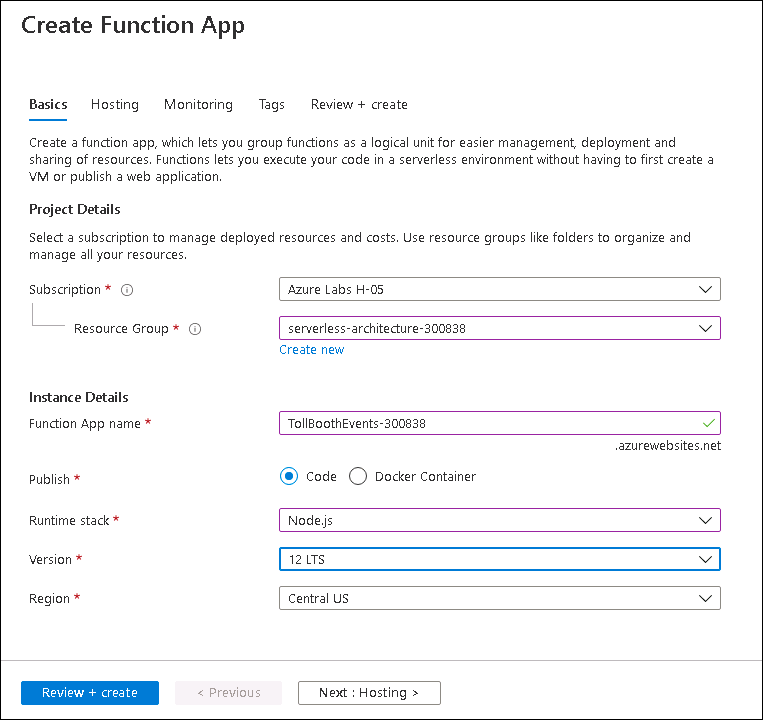 Create Function App
Basics Hosting Monitoring Tags Review + create
Create a function app, which lets you group functions as a logical unit for easier management, deployment and
sharing of resources. Functions lets you execute your code in a serverless environment without having to first create a
VM or publish a web application.
Project Details
Select a subscription to manage deployed resources and costs. Use resource groups like folders to organize and
manage all your resources.
Subscription * Azure Labs H-05
Resource Group * serverless-architecture-300838
Create new
Instance Details
Function App name * TollBoothEvents-300838
.azurewebsites.net
Publish * Code Docker Container
Runtime stack * Node.js
Version * 12 LTS
Region * Central US
Review + create < Previous Next : Hosting >